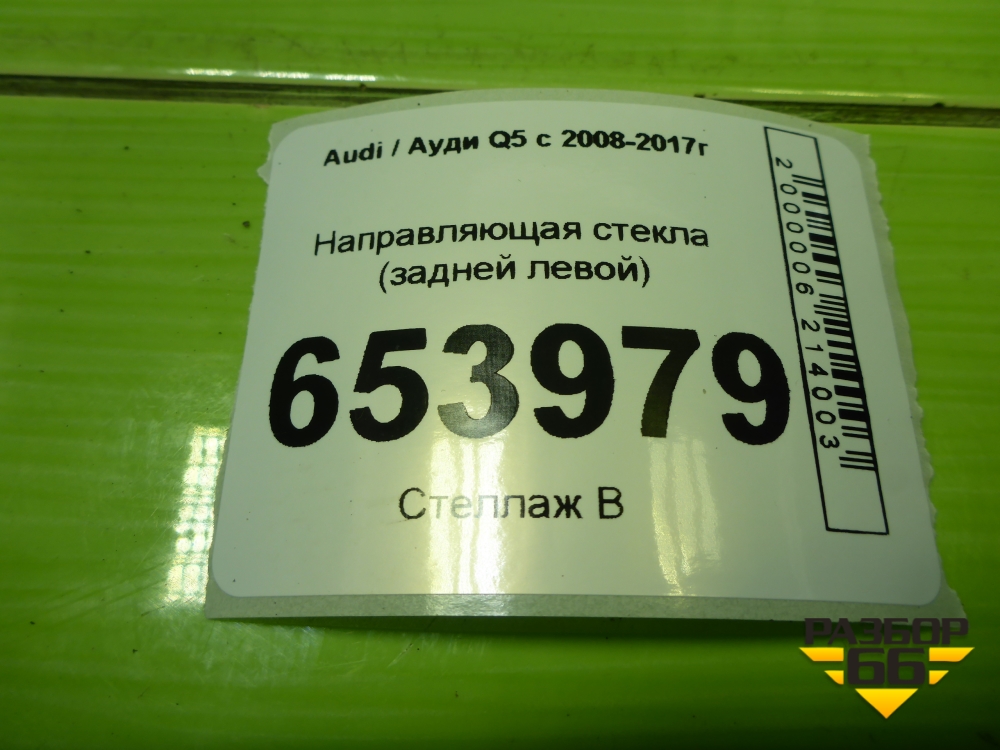 Audi / Ауди Q5 с 2008-2017г
Направляющая стекла
(задней левой)
653979
Стеллаж В
2000006214003
РАЗБОР
66